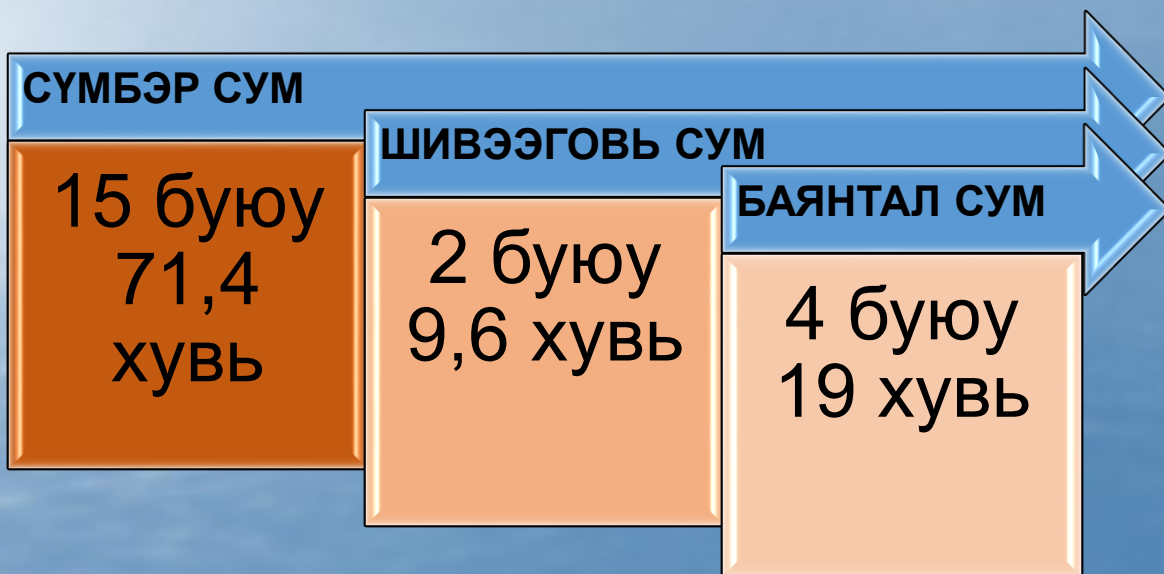 СҮМБЭР СУМ
15 буюу
71,4
хувь
ШИВЭЭГОВЬ СУМ
2 буюу
9,6 хувь
БАЯНТАЛ СУМ
4 буюу
19 хувь